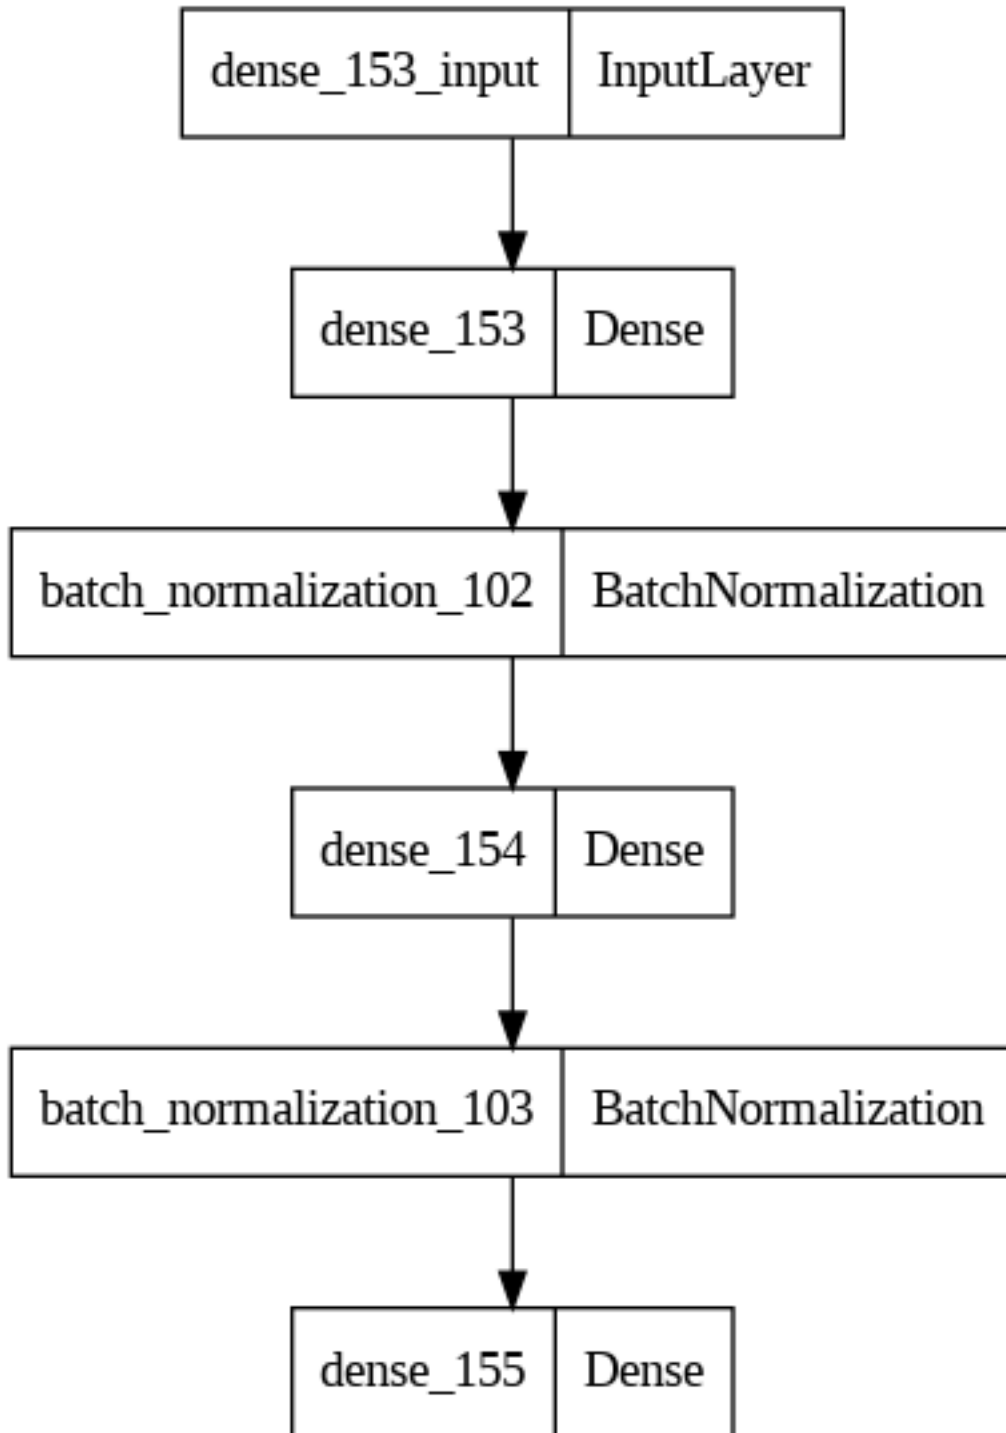 dense_153_input InputLayer
dense_153 Dense
batch_normalization_102 BatchNormalization
dense_154 Dense
batch_normalization_103 BatchNormalization
dense_155 Dense